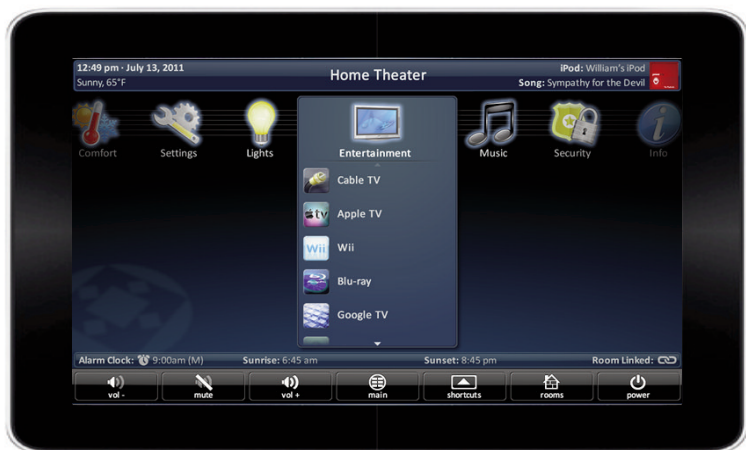 12:49 pm · July 13, 2011
Sunny, 65°F
Home Theater
iPod: William's iPod
Song: Sympathy for the Devil
Comfort
Settings
Lights
Entertainment
Music
Security
Info
Cable TV
tv Apple TV
Wii Wii
Blu-ray
Google TV
Alarm Clock: 9:00am (M)
Sunrise: 6:45 am
Sunset: 8:45 pm
Room Linked:
vol -
mute
vol +
main
shortcuts
rooms
power